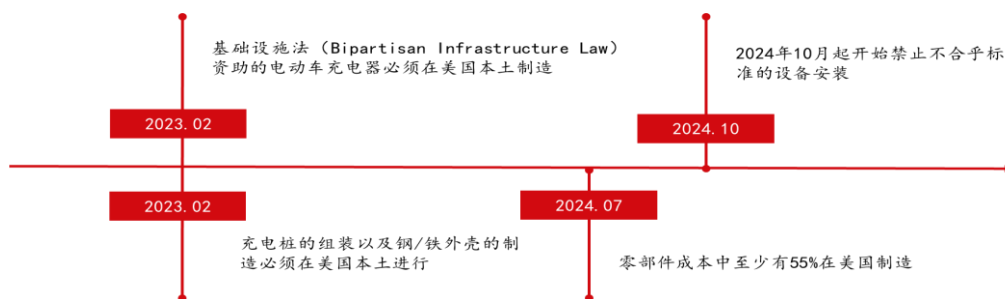 基础设施法（Bipartisan Infrastructure Law）
资助的电动车充电器必须在美国本土制造
2024年10月起开始禁止不合乎标
准的设备安装
2023.02
2024.10
2023.02
2024.07
充电桩的组装以及钢/铁外壳的制
造必须在美国本土进行
零部件成本中至少有55%在美国制造